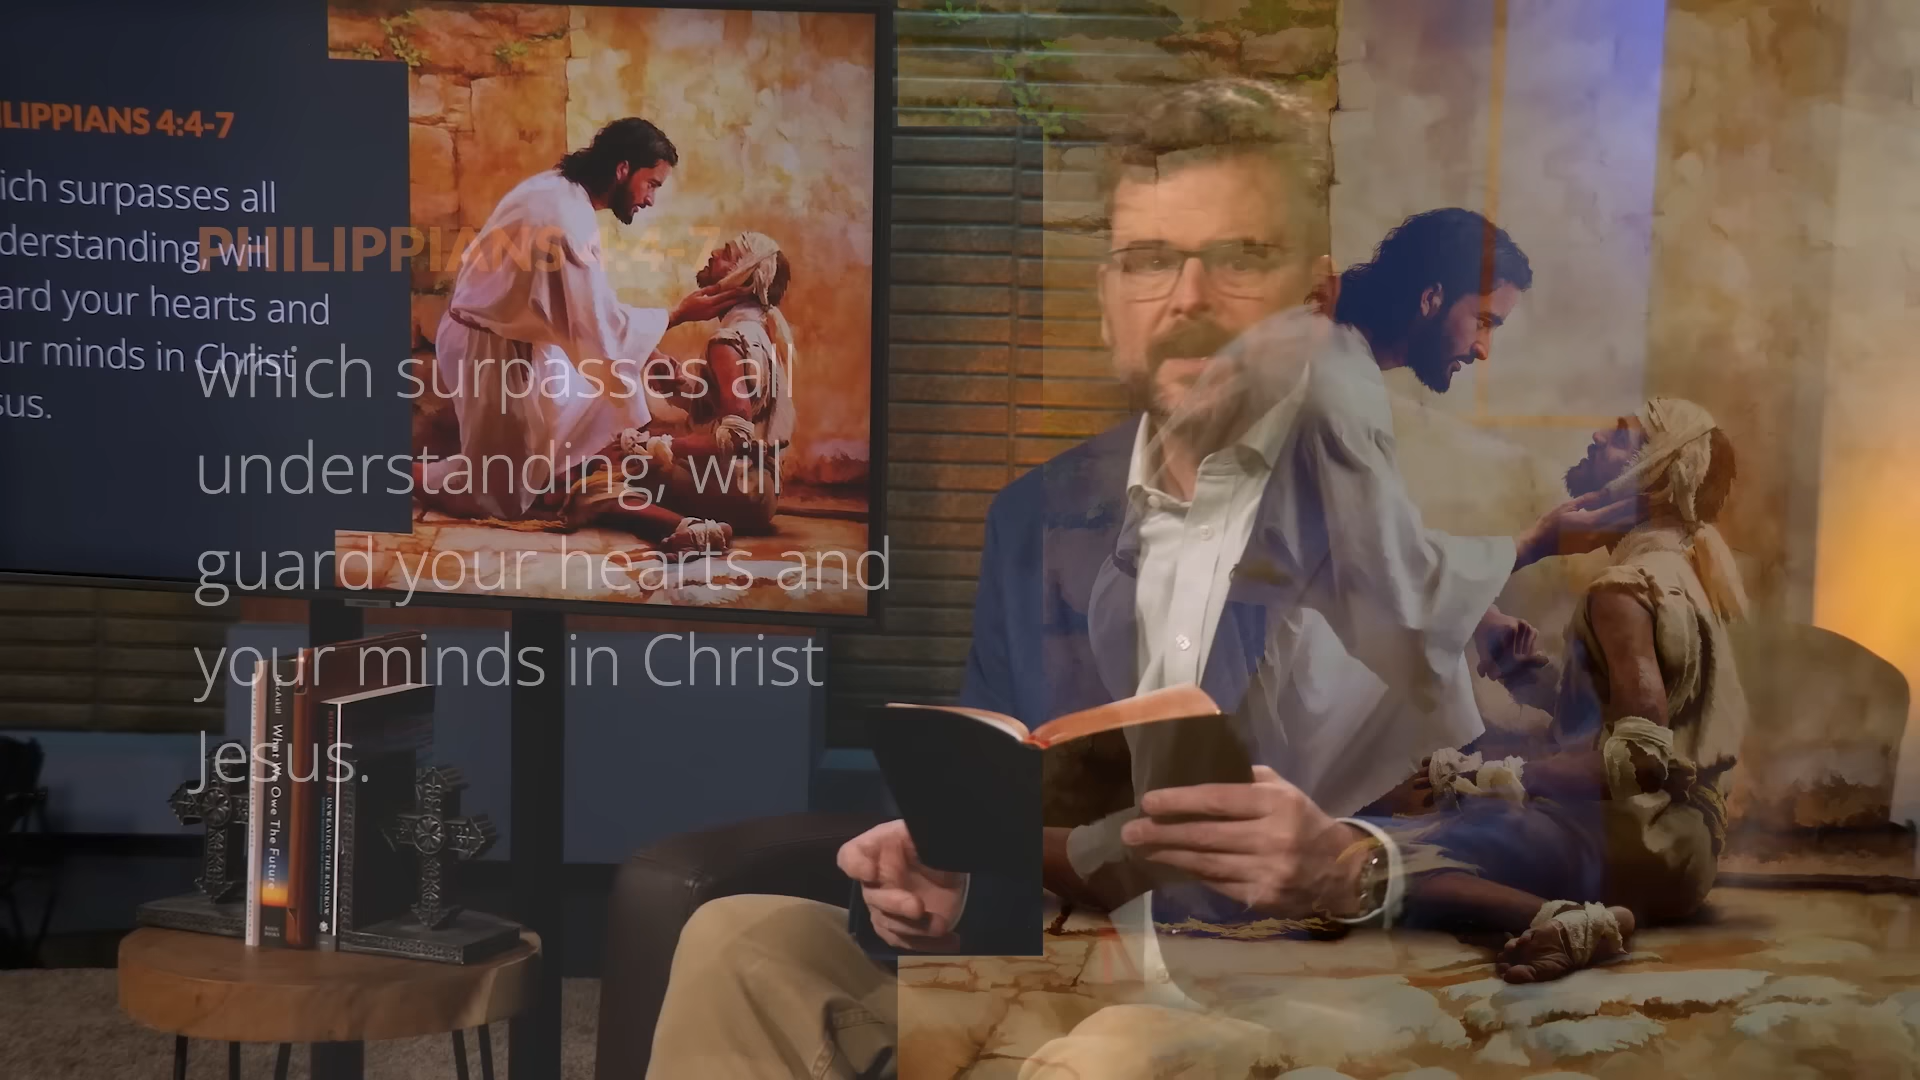 ILIPPIANS 4:4-7
ich surpasses all
derstanding, will
ard your hearts and
ur minds in Christ
sus.
PHILIPPIANS 4:4-7
which surpasses all
understanding, will
guard your hearts and
your minds in Christ
Jesus.
MacAskill What We Owe The Future
UNWEAVING THE RAINBOW